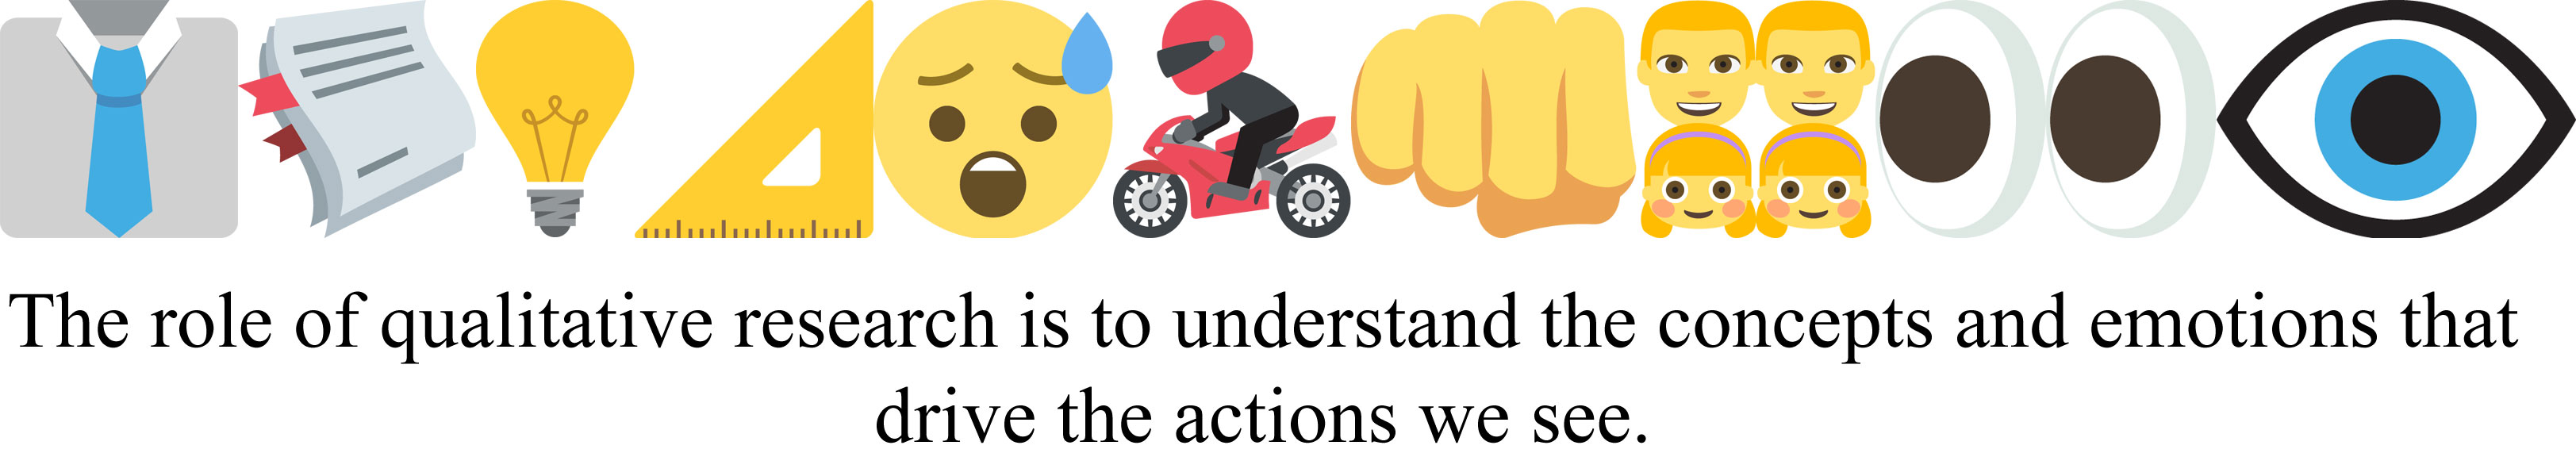 The role of qualitative research is to understand the concepts and emotions that
drive the actions we see.